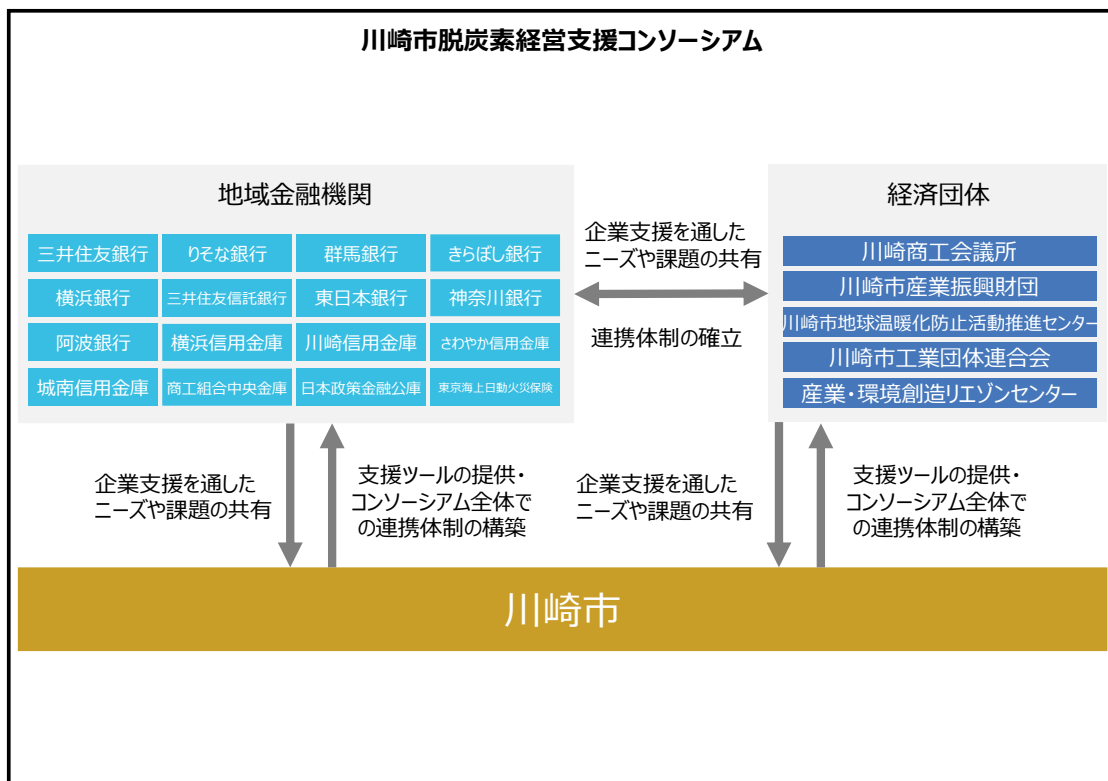 川崎市脱炭素経営支援コンソーシアム
地域金融機関
三井住友銀行
りそな銀行
群馬銀行
きらぼし銀行
横浜銀行
三井住友信託銀行
東日本銀行
神奈川銀行
阿波銀行
横浜信用金庫
川崎信用金庫
さわやか信用金庫
城南信用金庫
商工組合中央金庫
日本政策金融公庫
東京海上日動火災保険
企業支援を通した
ニーズや課題の共有
連携体制の確立
経済団体
川崎商工会議所
川崎市産業振興財団
川崎市地球温暖化防止活動推進センター
川崎市工業団体連合会
産業・環境創造リエゾンセンター
企業支援を通した
ニーズや課題の共有
支援ツールの提供・
コンソーシアム全体で
の連携体制の構築
企業支援を通した
ニーズや課題の共有
支援ツールの提供・
コンソーシアム全体で
の連携体制の構築
川崎市